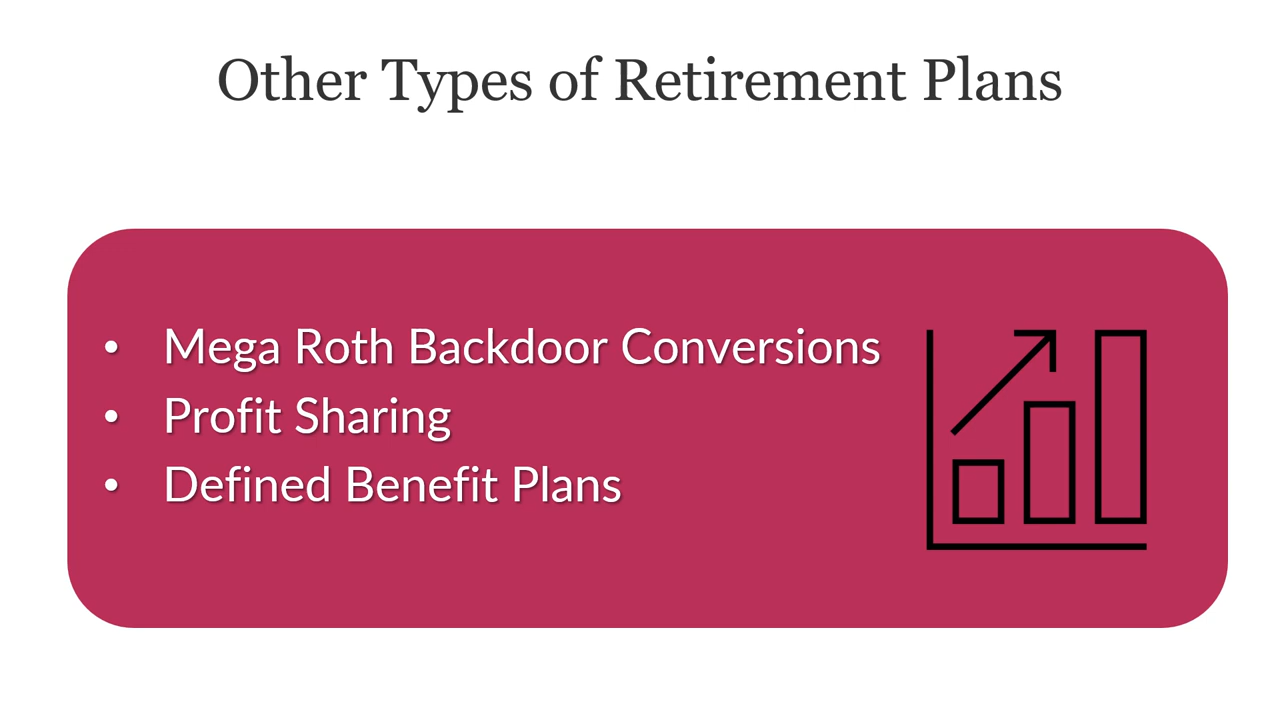 Other Types of Retirement Plans
• Mega Roth Backdoor Conversions
• Profit Sharing
• Defined Benefit Plans